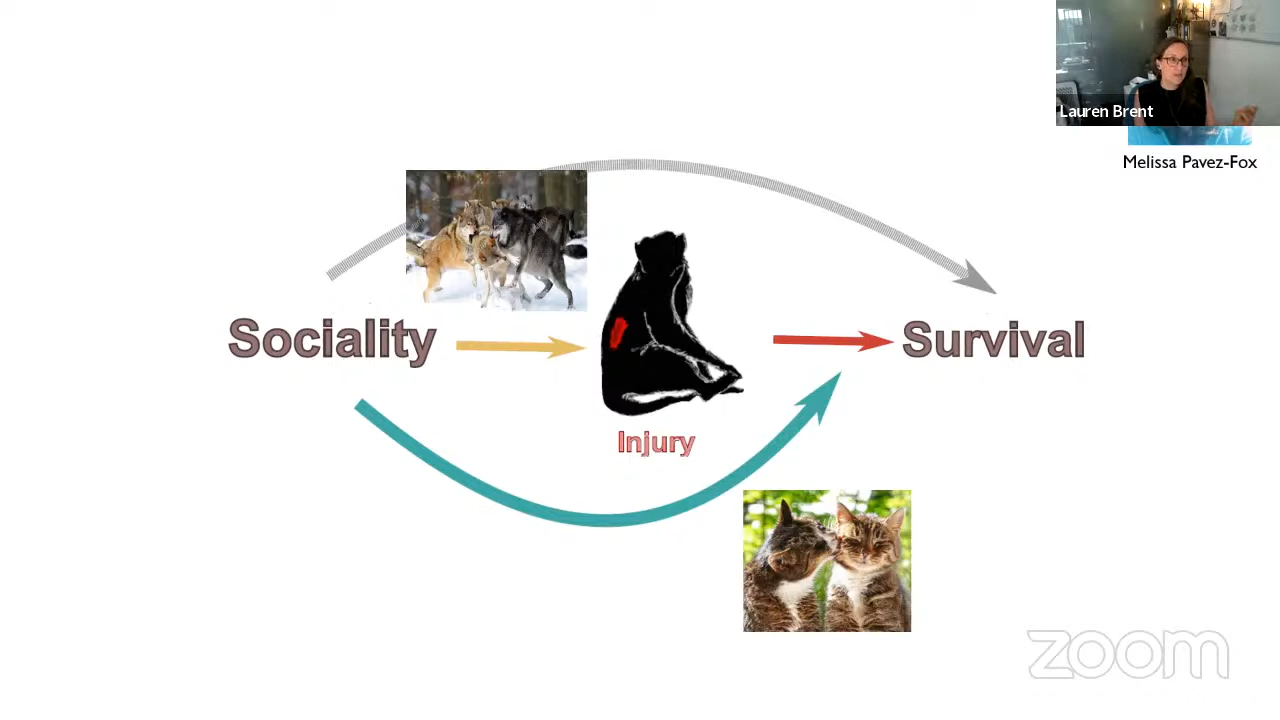 Lauren Brent
Melissa Pavez-Fox
Sociality
Survival
Injury
zoom